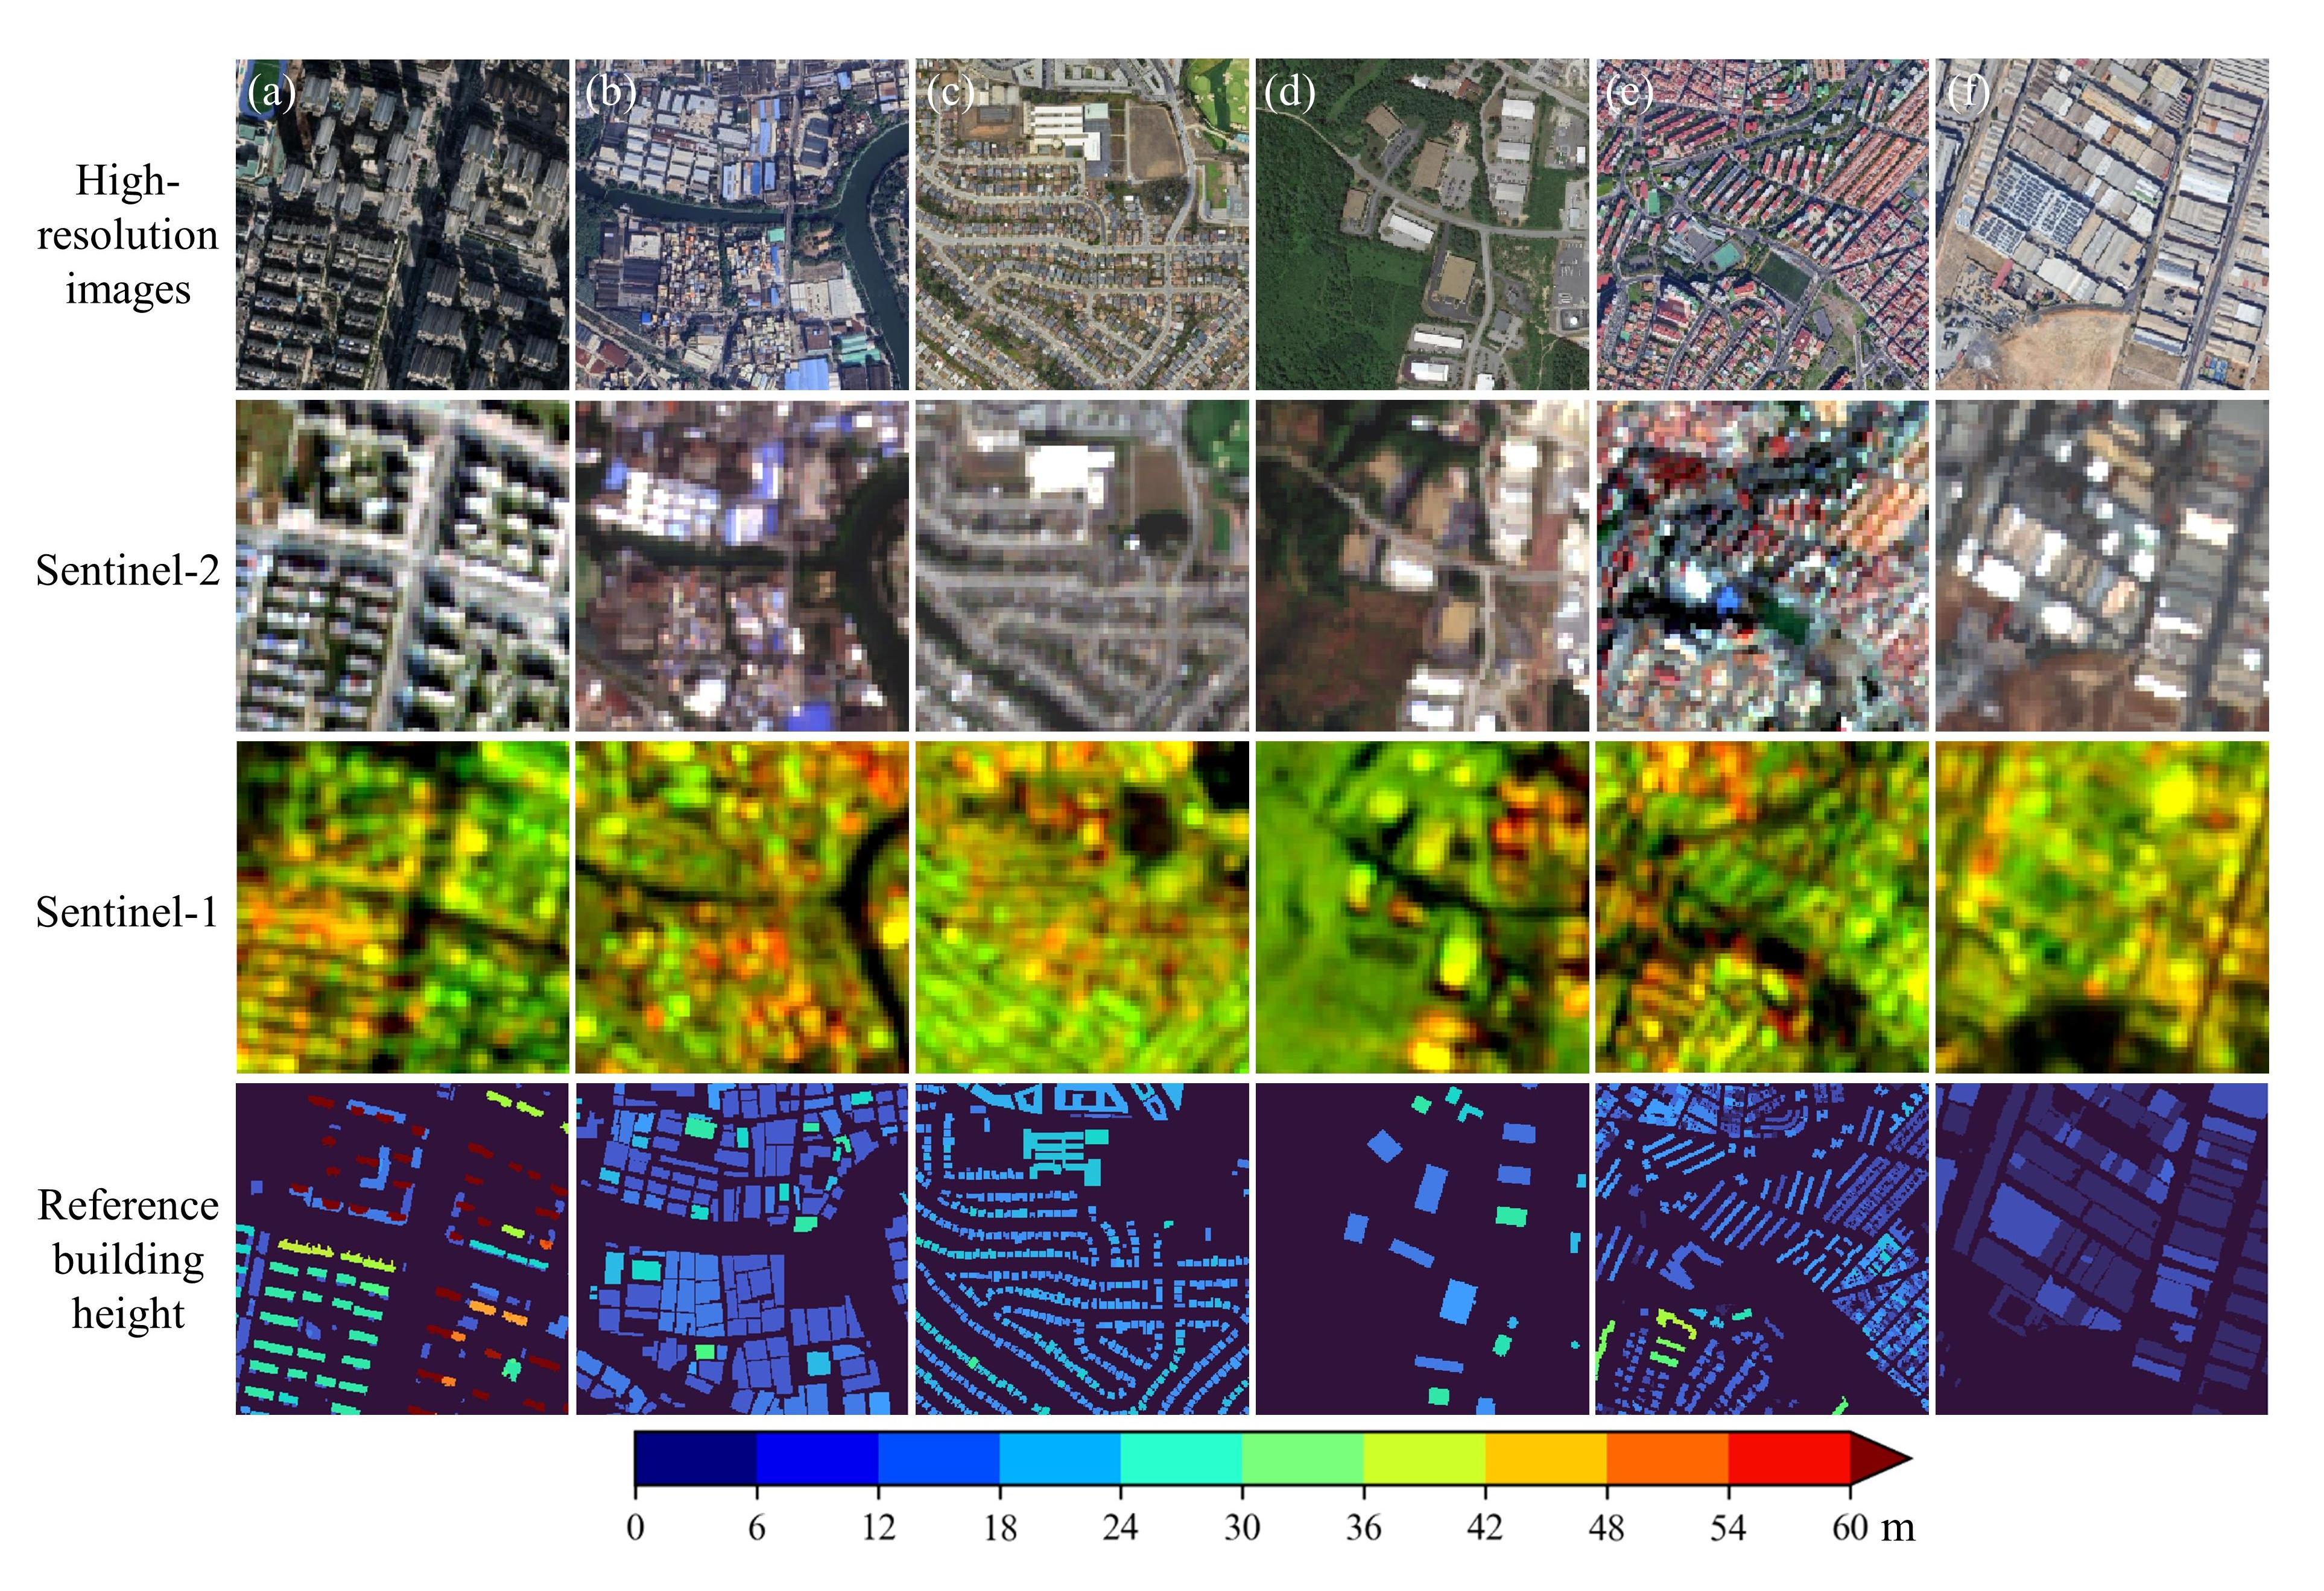 (a) (b) (c) (d) (e) (f)
High-
resolution
images
Sentinel-2
Sentinel-1
Reference
building
height
0 6 12 18 24 30 36 42 48 54 60 m